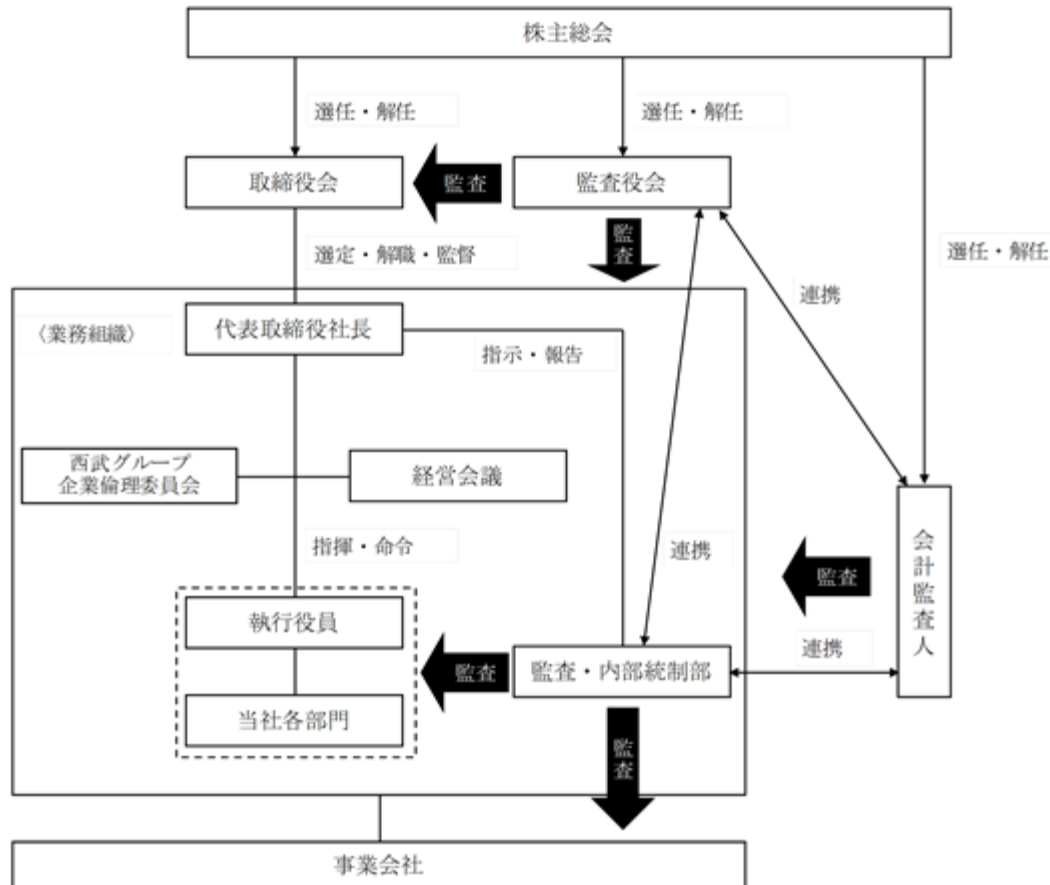 株主総会
選任・解任
選任・解任
取締役会
監査
監査役会
選定・解職・監督
監査
選任・解任
連携
〈業務組織〉
代表取締役社長
指示・報告
西武グループ
企業倫理委員会
経営会議
指揮・命令
連携
監査
会計監査人
執行役員
監査
監査・内部統制部
連携
当社各部門
監査
事業会社